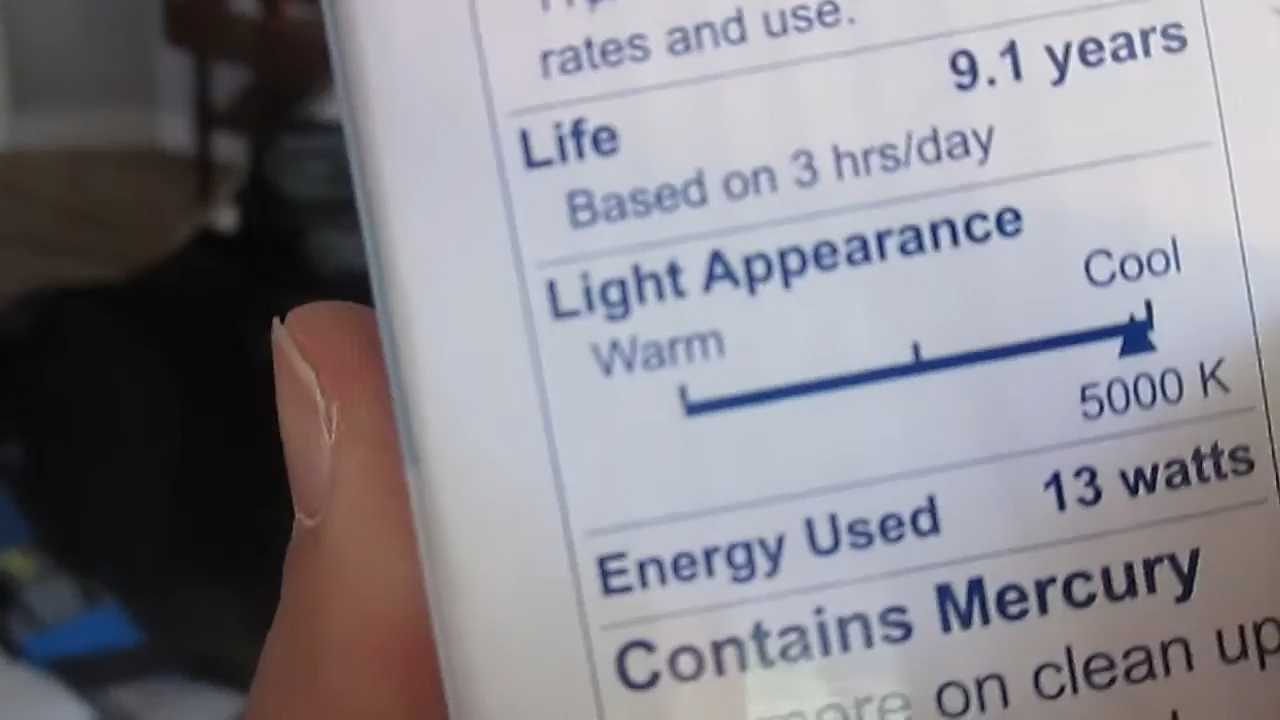 rates and use.
Life 9.1 years
Based on 3 hrs/day
Light Appearance
Warm Cool
5000 K
Energy Used 13 watts
Contains Mercury
more on clean up